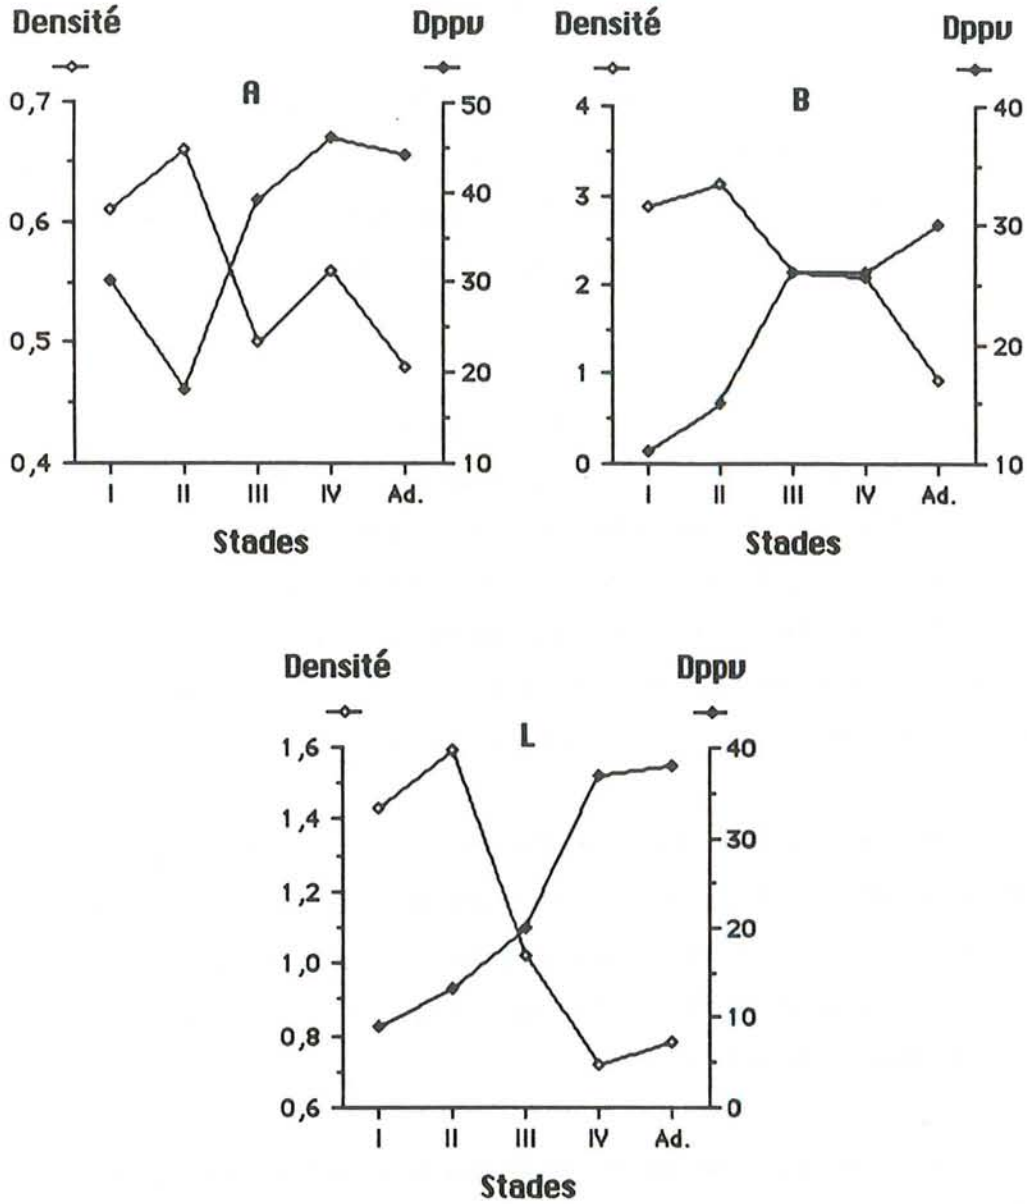 Densité Dppv Densité Dppv
A B
0,7 50 4 40
0,6 40 3 30
0,5 30 2 20
0,4 20 1 10
10 0
I II III IV Ad. I II III IV Ad.
Stades Stades
Densité Dppv
L
1,6 40
1,4 30
1,2 20
1,0 10
0,8 0
0,6
I II III IV Ad.
Stades